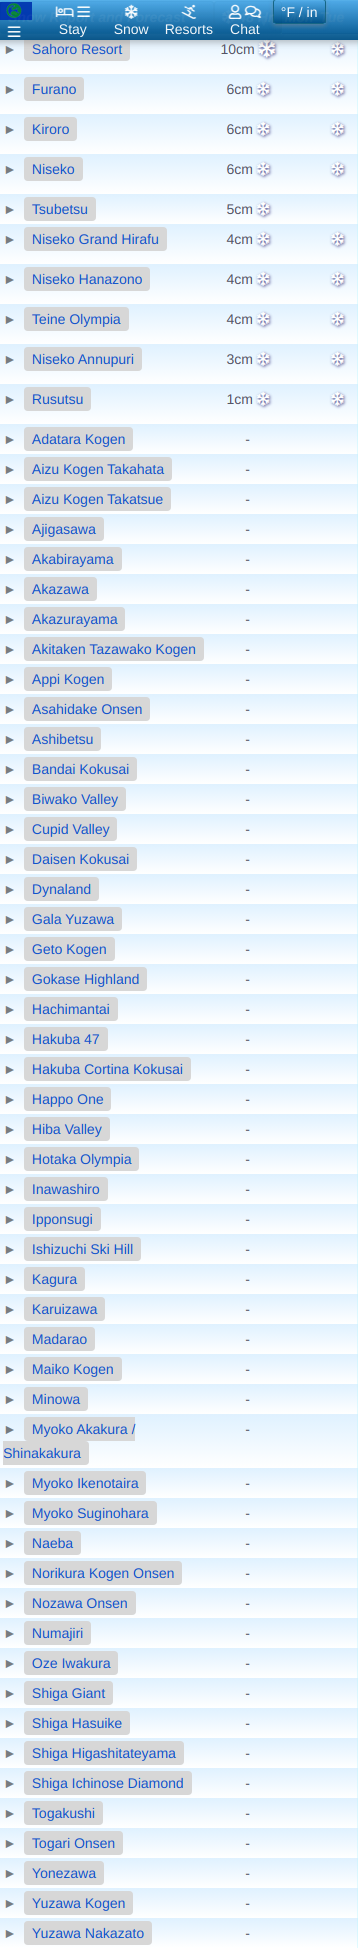 Stay
Snow
Resorts
Chat
°F / in
Sahoro Resort 10cm
Furano 6cm
Kiroro 6cm
Niseko 6cm
Tsubetsu 5cm
Niseko Grand Hirafu 4cm
Niseko Hanazono 4cm
Teine Olympia 4cm
Niseko Annupuri 3cm
Rusutsu 1cm
Adatara Kogen -
Aizu Kogen Takahata -
Aizu Kogen Takatsue -
Ajigasawa -
Akabirayama -
Akazawa -
Akazurayama -
Akitaken Tazawako Kogen -
Appi Kogen -
Asahidake Onsen -
Ashibetsu -
Bandai Kokusai -
Biwako Valley -
Cupid Valley -
Daisen Kokusai -
Dynaland -
Gala Yuzawa -
Geto Kogen -
Gokase Highland -
Hachimantai -
Hakuba 47 -
Hakuba Cortina Kokusai -
Happo One -
Hiba Valley -
Hotaka Olympia -
Inawashiro -
Ipponsugi -
Ishizuchi Ski Hill -
Kagura -
Karuizawa -
Madarao -
Maiko Kogen -
Minowa -
Myoko Akakura / -
Shinakakura
Myoko Ikenotaira -
Myoko Suginohara -
Naeba -
Norikura Kogen Onsen -
Nozawa Onsen -
Numajiri -
Oze Iwakura -
Shiga Giant -
Shiga Hasuike -
Shiga Higashitateyama -
Shiga Ichinose Diamond -
Togakushi -
Togari Onsen -
Yonezawa -
Yuzawa Kogen -
Yuzawa Nakazato -